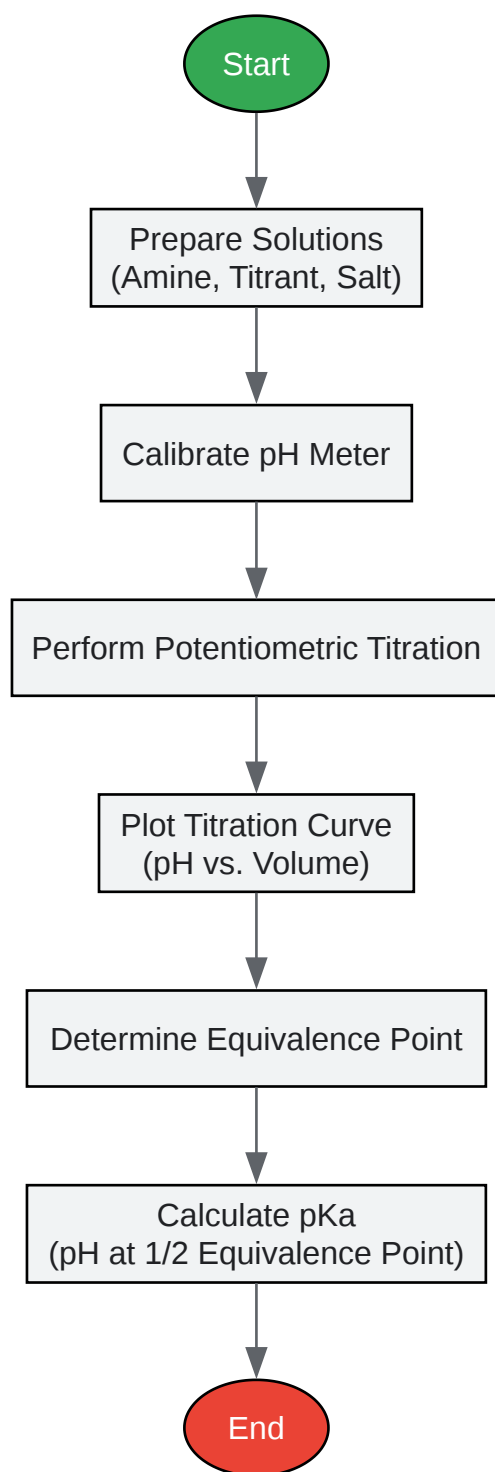 Start
Prepare Solutions
(Amine, Titrant, Salt)
Calibrate pH Meter
Perform Potentiometric Titration
Plot Titration Curve
(pH vs. Volume)
Determine Equivalence Point
Calculate pKa
(pH at 1/2 Equivalence Point)
End